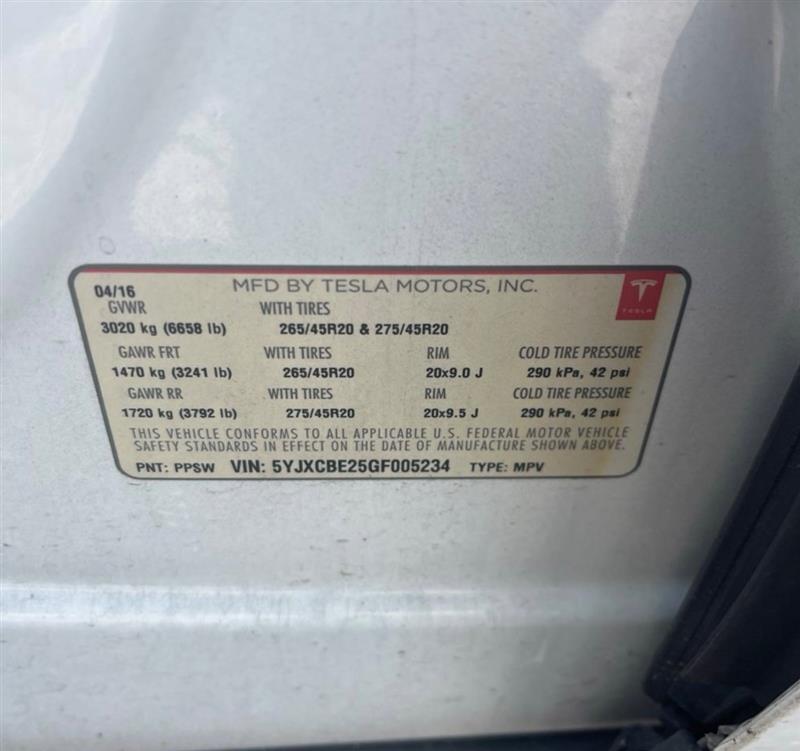 04/16 MFD BY TESLA MOTORS, INC.
GVWR WITH TIRES
3020 kg (6658 lb) 265/45R20 & 275/45R20
GAWR FRT WITH TIRES RIM COLD TIRE PRESSURE
1470 kg (3241 lb) 265/45R20 20x9.0 J 290 kPa, 42 psi
GAWR RR WITH TIRES RIM COLD TIRE PRESSURE
1720 kg (3792 lb) 275/45R20 20x9.5 J 290 kPa, 42 psi
THIS VEHICLE CONFORMS TO ALL APPLICABLE U.S. FEDERAL MOTOR VEHICLE
SAFETY STANDARDS IN EFFECT ON THE DATE OF MANUFACTURE SHOWN ABOVE.
PNT: PPSW VIN: 5YJXCBE25GF005234 TYPE: MPV
TESLA